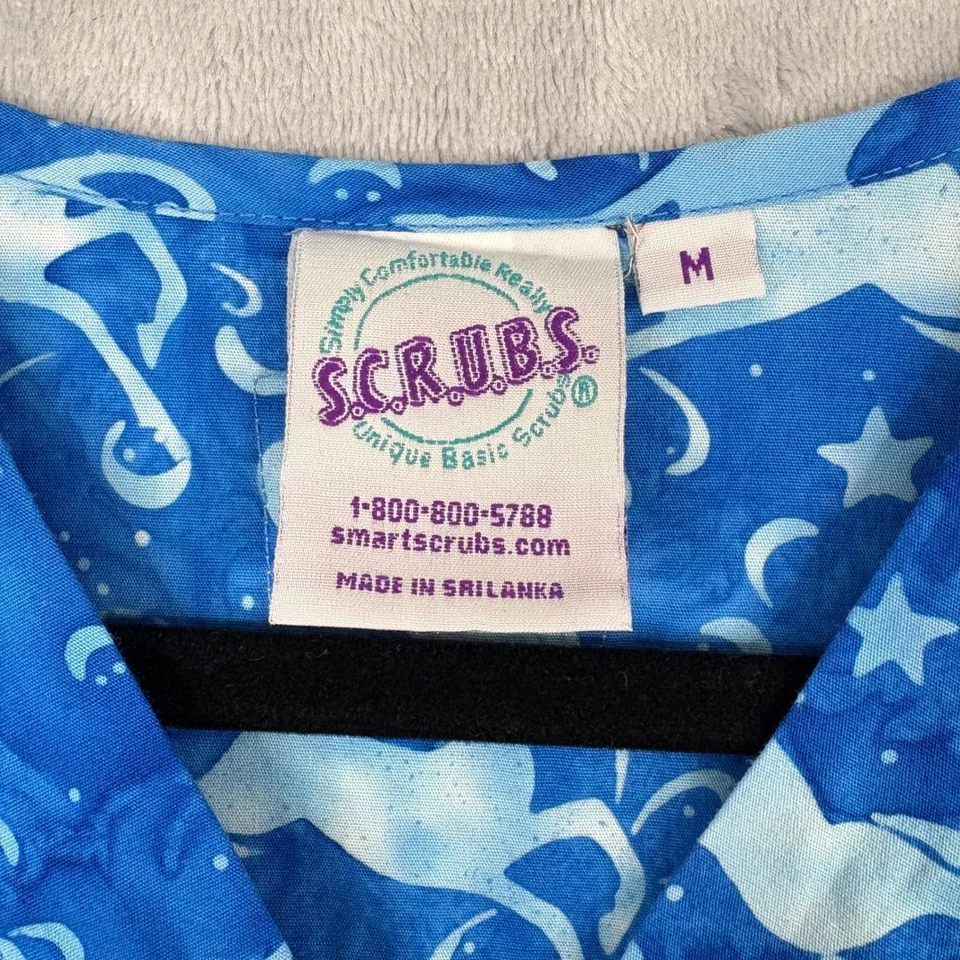 Simply Comfortable Really
S.C.R.U.B.S.
®
Unique Basic Scrubs
1-800-800-5788
smartscrubs.com
MADE IN SRILANKA
M